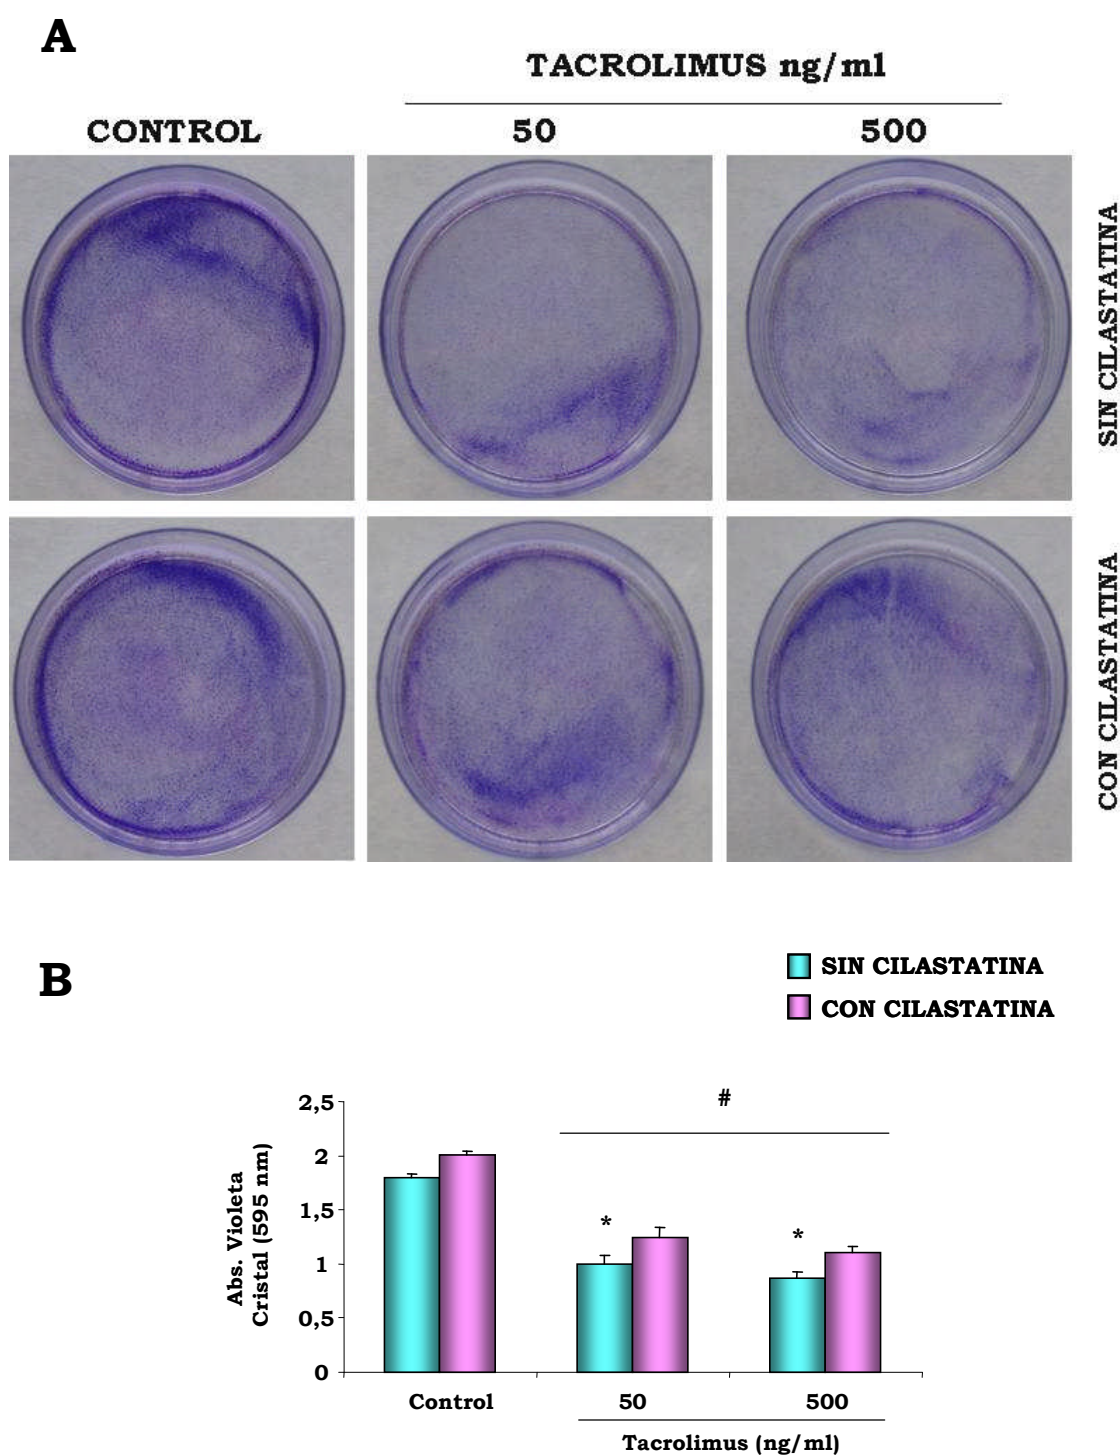 A
TACROLIMUS ng/ml
CONTROL
50
500
SIN CILASTATINA
CON CILASTATINA
B
SIN CILASTATINA
CON CILASTATINA
#
2,5
2
1,5
1
0,5
0
Abs. Violeta
Cristal (595 nm)
*
*
Control
50
500
Tacrolimus (ng/ml)